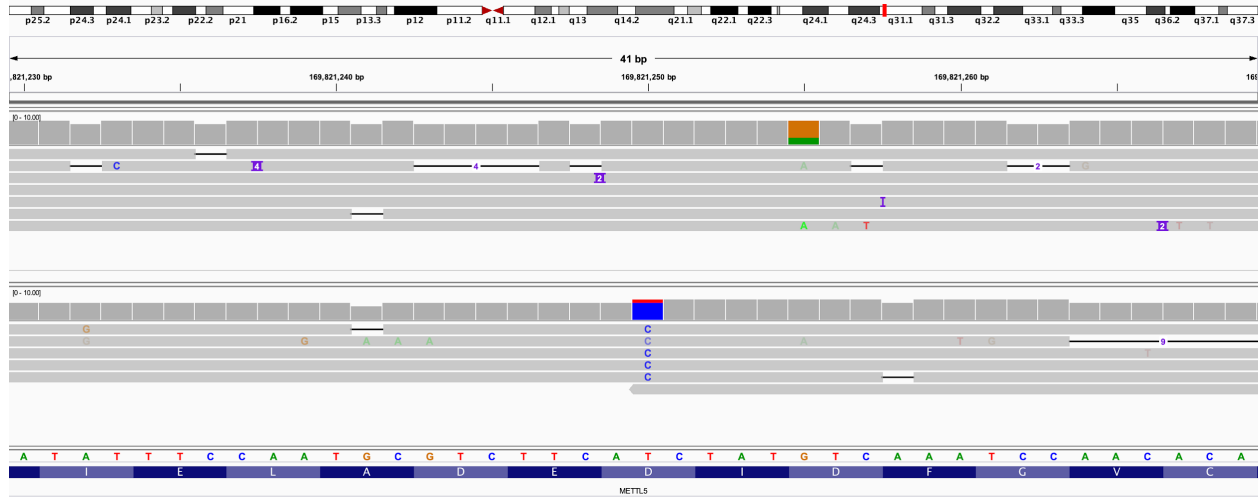 p25.2 p24.3 p24.1 p23.2 p22.2 p21 p16.2 p15 p13.3 p12 p11.2 q11.1 q12.1 q13 q14.2 q21.1 q22.1 q22.3 q24.1 q24.3 q31.1 q31.3 q32.2 q33.1 q33.3 q35 q36.2 q37.1 q37.3
41 bp
,821,230 bp 169,821,240 bp 169,821,250 bp 169,821,260 bp 169
[0 - 10.00]
C 4 4 A 2 G
2
I
A A T 2 T T
[0 - 10.00]
G C
G G A A A C A T G 9
C T
C
C
A T A T T T C C A A T G C G T C T T C A T C T A T G T C A A A T C C A A C A C A
I E L A D E D I D F G V C
METTL5